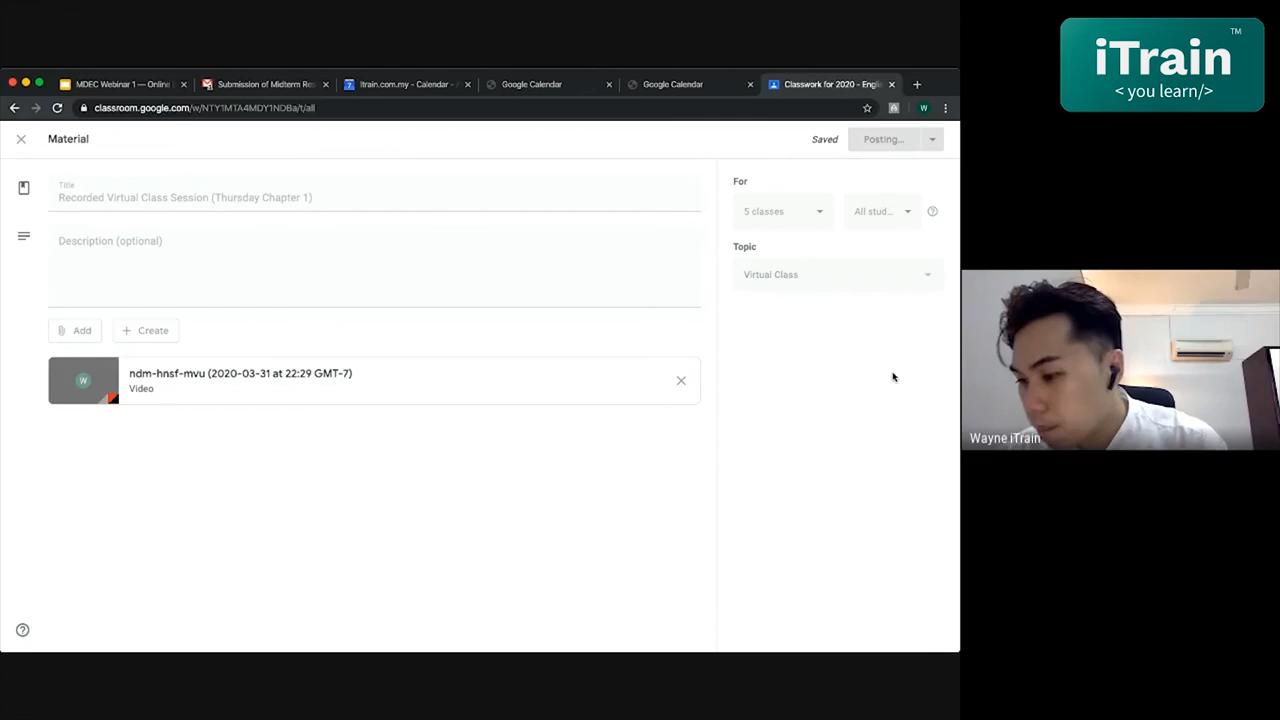 iTrain
TM
< you learn/>
MDEC Webinar 1 — Online
Submission of Midterm Re
itrain.com.my - Calendar - A
Google Calendar
Google Calendar
Classwork for 2020 - Engli
classroom.google.com/w/NTY1MTA4MDY1NDBa/t/all
W
Material
Saved
Posting...
Title
Recorded Virtual Class Session (Thursday Chapter 1)
Description (optional)
Add
Create
W
ndm-hnsf-mvu (2020-03-31 at 22:29 GMT-7)
Video
For
5 classes
All stud...
Topic
Virtual Class
Wayne iTrain